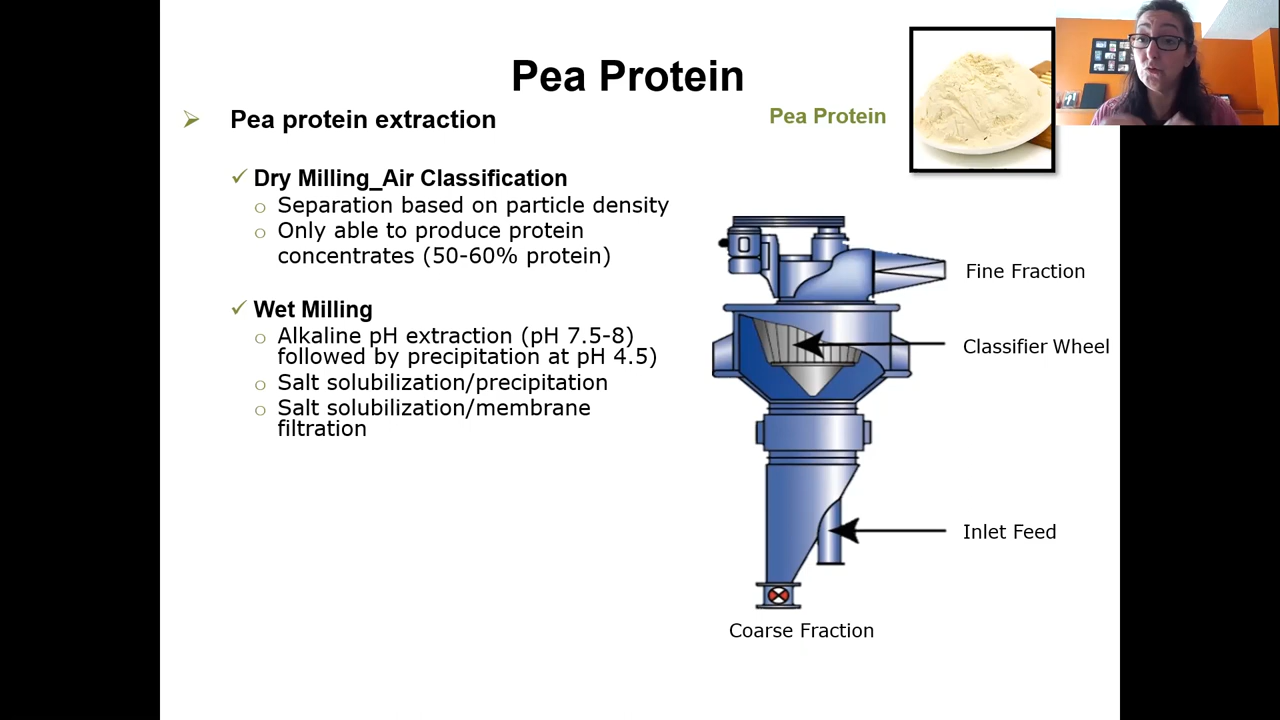 Pea Protein
Pea protein extraction
Pea Protein
Dry Milling_Air Classification
Separation based on particle density
Only able to produce protein
concentrates (50-60% protein)
Wet Milling
Alkaline pH extraction (pH 7.5-8)
followed by precipitation at pH 4.5)
Salt solubilization/precipitation
Salt solubilization/membrane
filtration
Fine Fraction
Classifier Wheel
Inlet Feed
Coarse Fraction